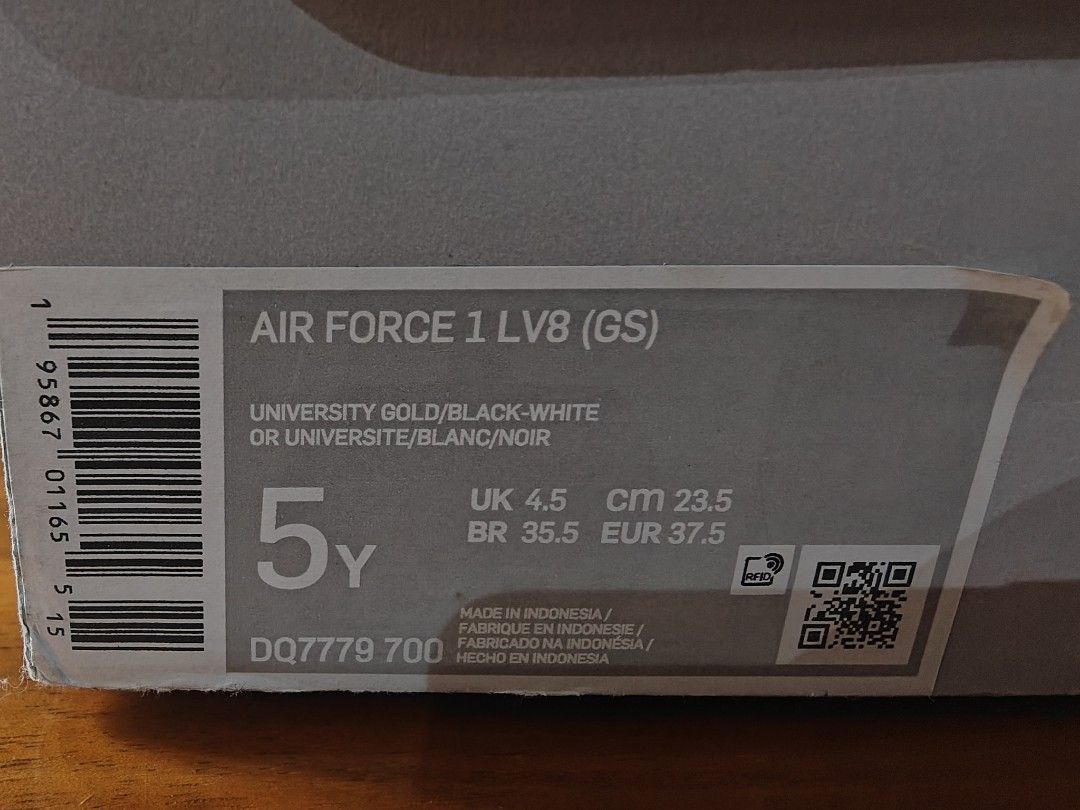 AIR FORCE 1 LV8 (GS)
UNIVERSITY GOLD/BLACK-WHITE
OR UNIVERSITE/BLANC/NOIR
5Y
UK 4.5 cm 23.5
BR 35.5 EUR 37.5
RFID
MADE IN INDONESIA /
FABRIQUE EN INDONESIE /
FABRICADO NA INDONÉSIA /
HECHO EN INDONESIA
DQ7779 700
1 95867 01165 5 15